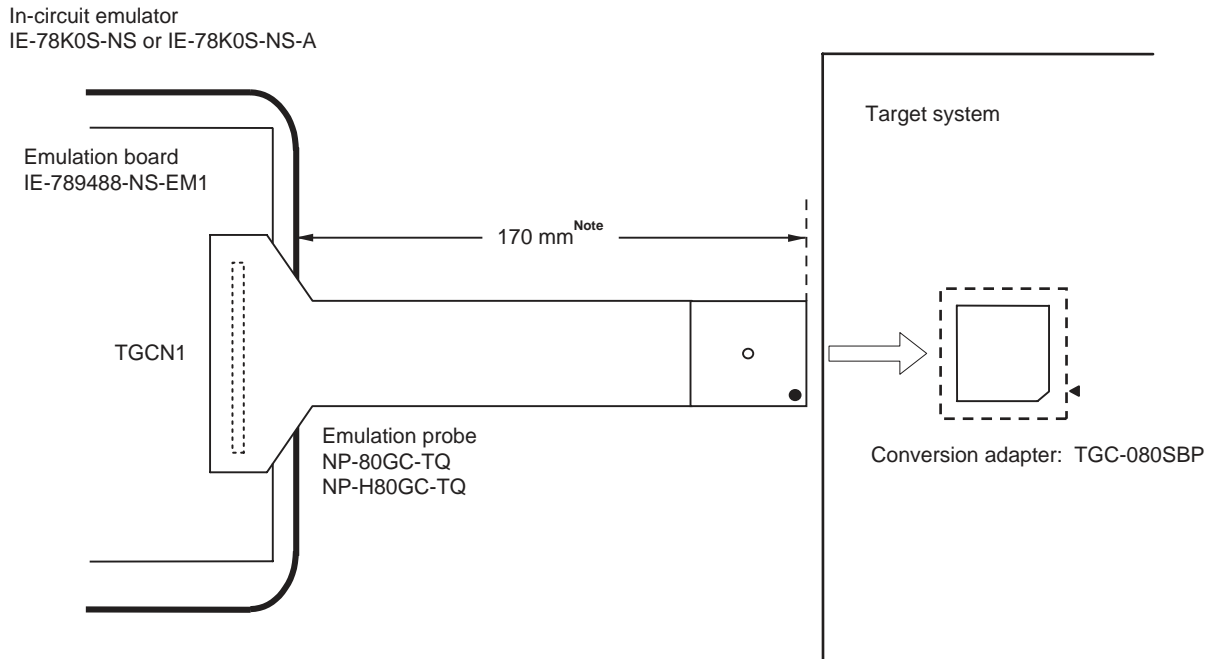 In-circuit emulator
IE-78K0S-NS or IE-78K0S-NS-A
Target system
Emulation board
IE-789488-NS-EM1
170 mmNote
TGCN1
Emulation probe
NP-80GC-TQ
NP-H80GC-TQ
Conversion adapter: TGC-080SBP